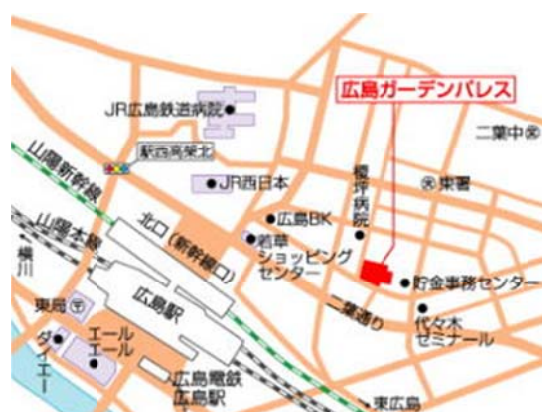 広島ガーデンパレス
JR広島鉄道病院
二葉中
駅西高架北
山陽新幹線
JR西日本
榎坪病院
東署
山陽本線
北口(新幹線口)
広島BK
若草
ショッピング
センター
横川
広島駅
貯金事務センター
二葉通り
東局
代々木
ゼミナール
ダイエー
エール
エール
広島電鉄
広島駅
東広島